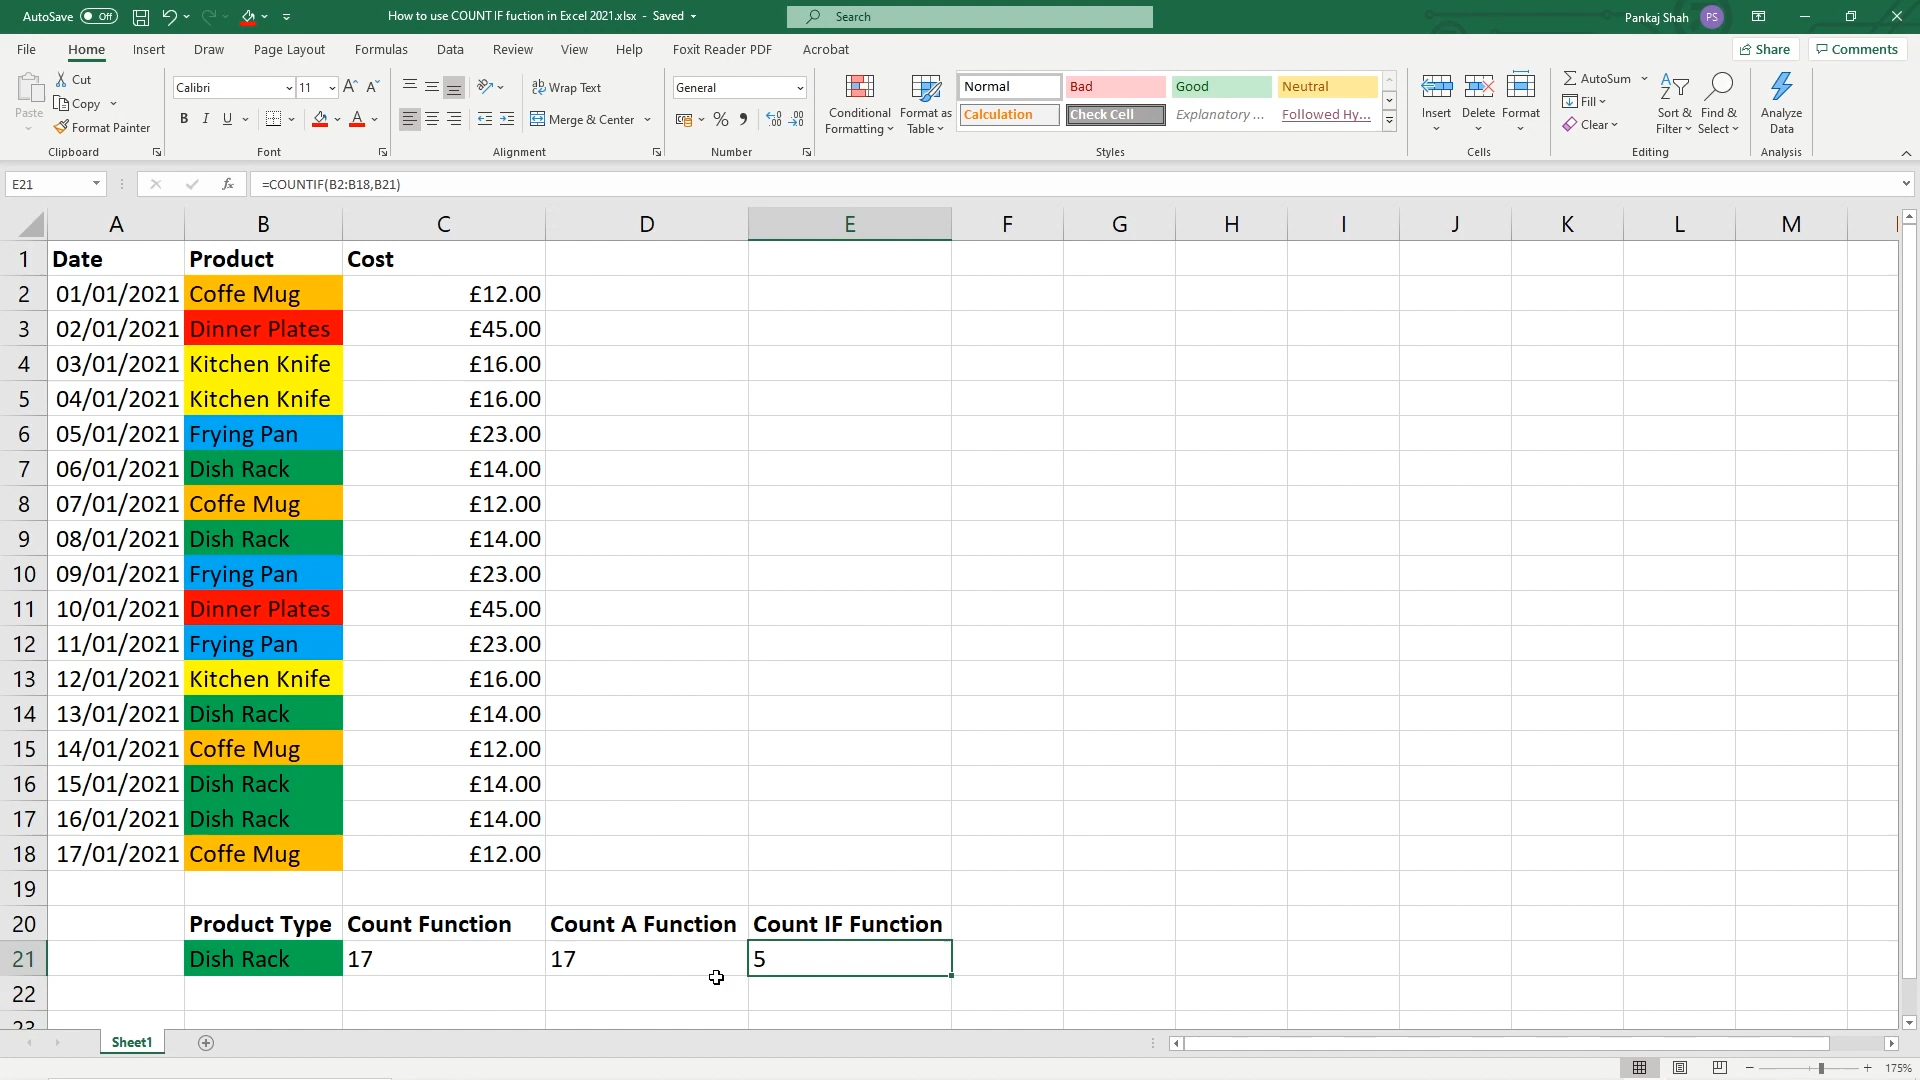 AutoSave Off How to use COUNT IF fuction in Excel 2021.xlsx - Saved Search Pankaj Shah PS
File Home Insert Draw Page Layout Formulas Data Review View Help Foxit Reader PDF Acrobat Share Comments
Paste Cut Copy Format Painter Clipboard
Calibri 11 A A B I U A Font
Wrap Text Merge & Center Alignment
General % Number
Conditional Formatting Format as Table Normal Bad Good Neutral
Calculation Check Cell Explanatory ... Followed Hy... Styles
Insert Delete Format Cells
AutoSum Fill Clear Sort & Filter Find & Select Editing
Analyze Data Analysis
E21 fx =COUNTIF(B2:B18,B21)
A B C D E F G H I J K L M
1 Date Product Cost
2 01/01/2021 Coffe Mug £12.00
3 02/01/2021 Dinner Plates £45.00
4 03/01/2021 Kitchen Knife £16.00
5 04/01/2021 Kitchen Knife £16.00
6 05/01/2021 Frying Pan £23.00
7 06/01/2021 Dish Rack £14.00
8 07/01/2021 Coffe Mug £12.00
9 08/01/2021 Dish Rack £14.00
10 09/01/2021 Frying Pan £23.00
11 10/01/2021 Dinner Plates £45.00
12 11/01/2021 Frying Pan £23.00
13 12/01/2021 Kitchen Knife £16.00
14 13/01/2021 Dish Rack £14.00
15 14/01/2021 Coffe Mug £12.00
16 15/01/2021 Dish Rack £14.00
17 16/01/2021 Dish Rack £14.00
18 17/01/2021 Coffe Mug £12.00
19
20 Product Type Count Function Count A Function Count IF Function
21 Dish Rack 17 17 5
22
23
Sheet1
175%